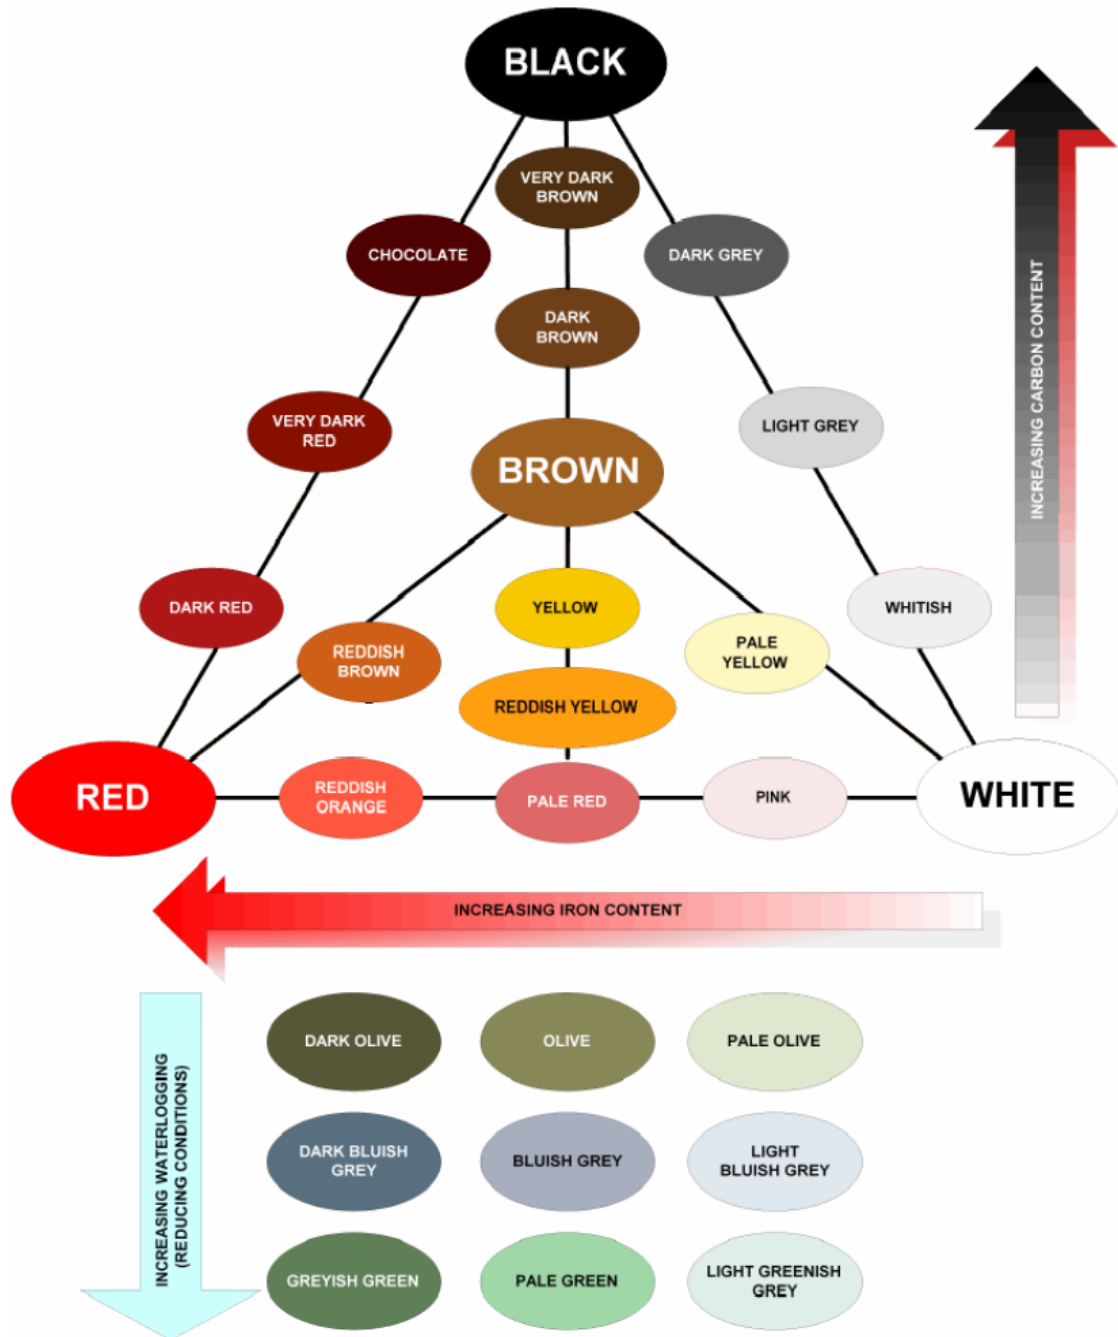 BLACK
VERY DARK
BROWN
CHOCOLATE
DARK GREY
DARK
BROWN
VERY DARK
RED
LIGHT GREY
BROWN
DARK RED
YELLOW
WHITISH
REDDISH
BROWN
PALE
YELLOW
REDDISH YELLOW
RED
REDDISH
ORANGE
PALE RED
PINK
WHITE
INCREASING CARBON CONTENT
INCREASING IRON CONTENT
INCREASING WATERLOGGING
(REDUCING CONDITIONS)
DARK OLIVE
OLIVE
PALE OLIVE
DARK BLUISH
GREY
BLUISH GREY
LIGHT
BLUISH GREY
GREYISH GREEN
PALE GREEN
LIGHT GREENISH
GREY